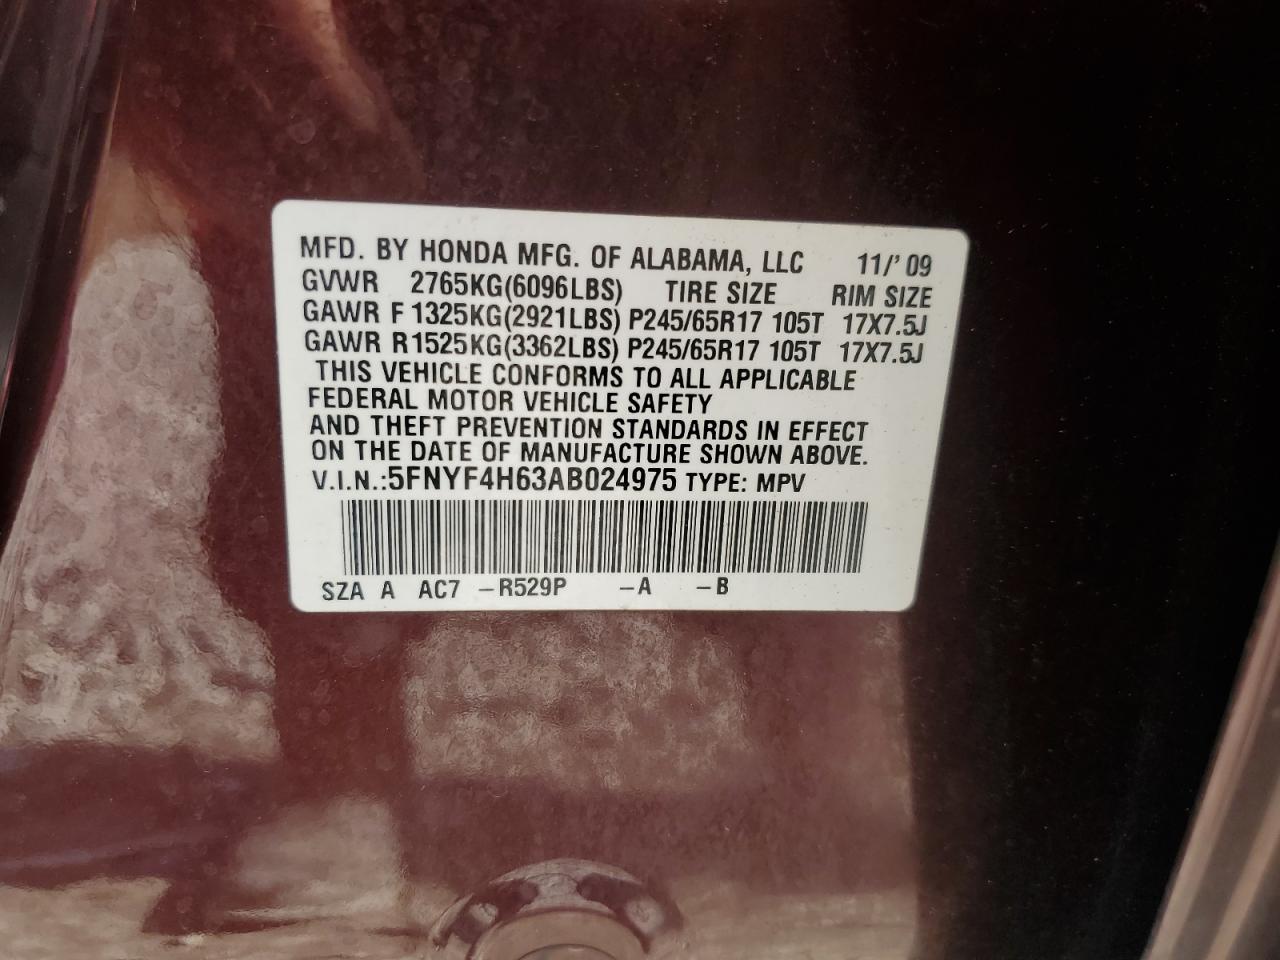 MFD. BY HONDA MFG. OF ALABAMA, LLC 11/'09
GVWR 2765KG(6096LBS) TIRE SIZE RIM SIZE
GAWR F 1325KG(2921LBS) P245/65R17 105T 17X7.5J
GAWR R1525KG(3362LBS) P245/65R17 105T 17X7.5J
THIS VEHICLE CONFORMS TO ALL APPLICABLE
FEDERAL MOTOR VEHICLE SAFETY
AND THEFT PREVENTION STANDARDS IN EFFECT
ON THE DATE OF MANUFACTURE SHOWN ABOVE.
V.I.N.:5FNYF4H63AB024975 TYPE: MPV
SZA A AC7 -R529P -A -B